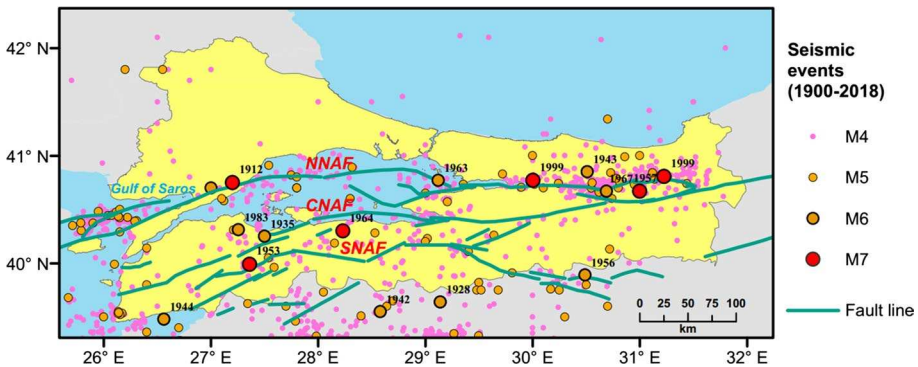 42° N
41° N
40° N
26° E
27° E
28° E
29° E
30° E
31° E
32° E
Gulf of Saros
NNAF
CNAF
SNAF
1912
1963
1999
1943
1967
1957
1999
1983
1935
1964
1953
1944
1942
1928
1956
0 25 50 75 100
km
Seismic
events
(1900-2018)
M4
M5
M6
M7
Fault line